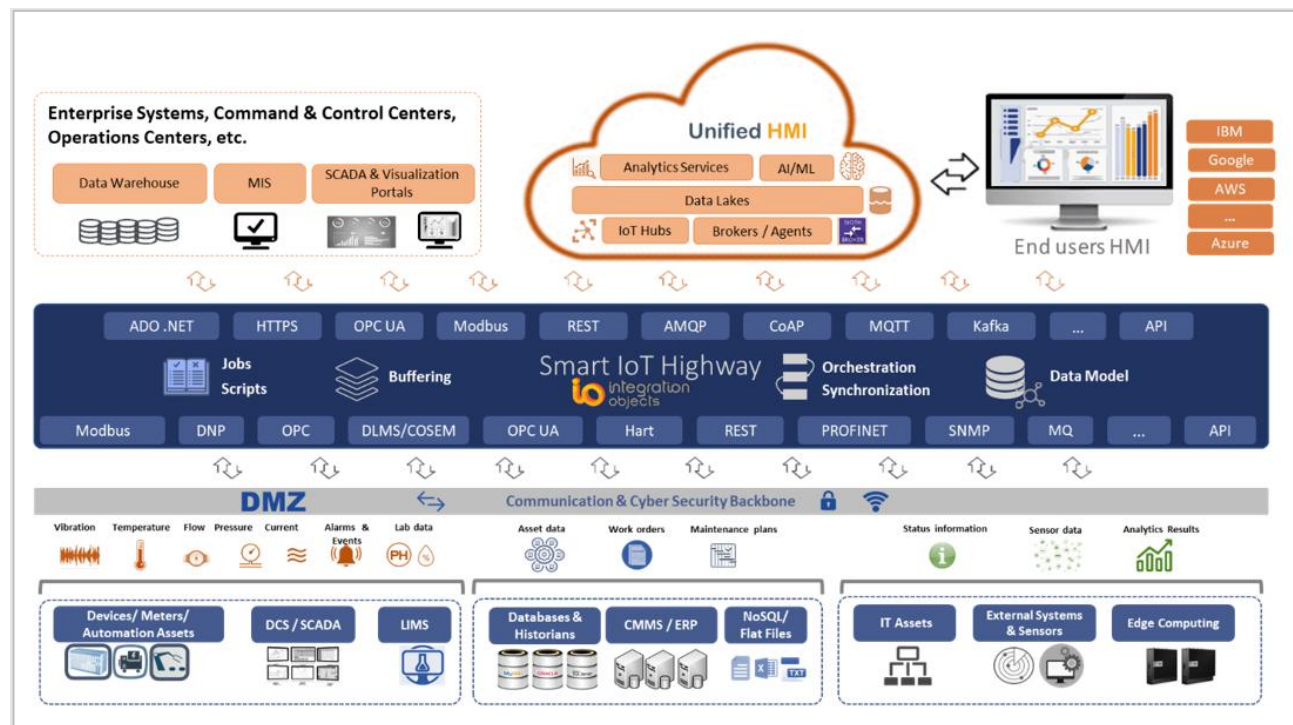 Enterprise Systems, Command & Control Centers,
Operations Centers, etc.
Data Warehouse
MIS
SCADA & Visualization
Portals
Unified HMI
Analytics Services
AI/ML
Data Lakes
IoT Hubs
Brokers / Agents
BROKER
End users HMI
IBM
Google
AWS
...
Azure
ADO .NET
HTTPS
OPC UA
Modbus
REST
AMQP
CoAP
MQTT
Kafka
...
API
Jobs
Scripts
Buffering
Smart IoT Highway
io integration
objects
Orchestration
Synchronization
Data Model
Modbus
DNP
OPC
DLMS/COSEM
OPC UA
Hart
REST
PROFINET
SNMP
MQ
...
API
DMZ
Communication & Cyber Security Backbone
Vibration
Temperature
Flow
Pressure
Current
Alarms &
Events
Lab data
PH
%
Asset data
Work orders
Maintenance plans
Status information
Sensor data
Analytics Results
Devices/ Meters/
Automation Assets
DCS / SCADA
LIMS
Databases &
Historians
CMMS / ERP
NoSQL/
Flat Files
IT Assets
External Systems
& Sensors
Edge Computing
TXT